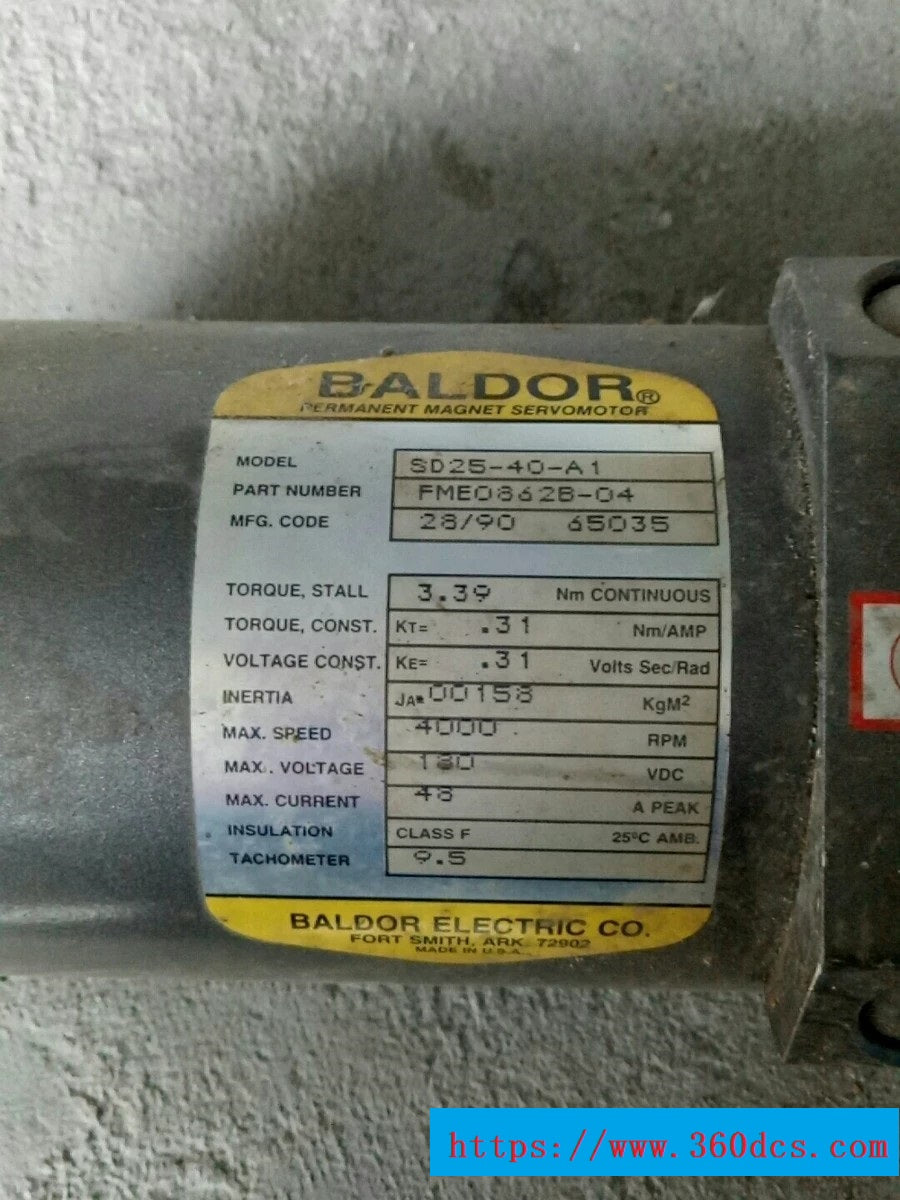 BALDOR®
PERMANENT MAGNET SERVOMOTOR
MODEL SD25-40-A1
PART NUMBER FME0862B-04
MFG. CODE 28/90 65035
TORQUE, STALL 3.39 Nm CONTINUOUS
TORQUE, CONST. KT= .31 Nm/AMP
VOLTAGE CONST. KE= .31 Volts Sec/Rad
INERTIA JA=.00158 KgM²
MAX. SPEED 4000 RPM
MAX. VOLTAGE 180 VDC
MAX. CURRENT 48 A PEAK
INSULATION CLASS F 25°C AMB.
TACHOMETER 9.5
BALDOR ELECTRIC CO.
FORT SMITH, ARK. 72902
MADE IN U.S.A.
https://www.360dcs.com